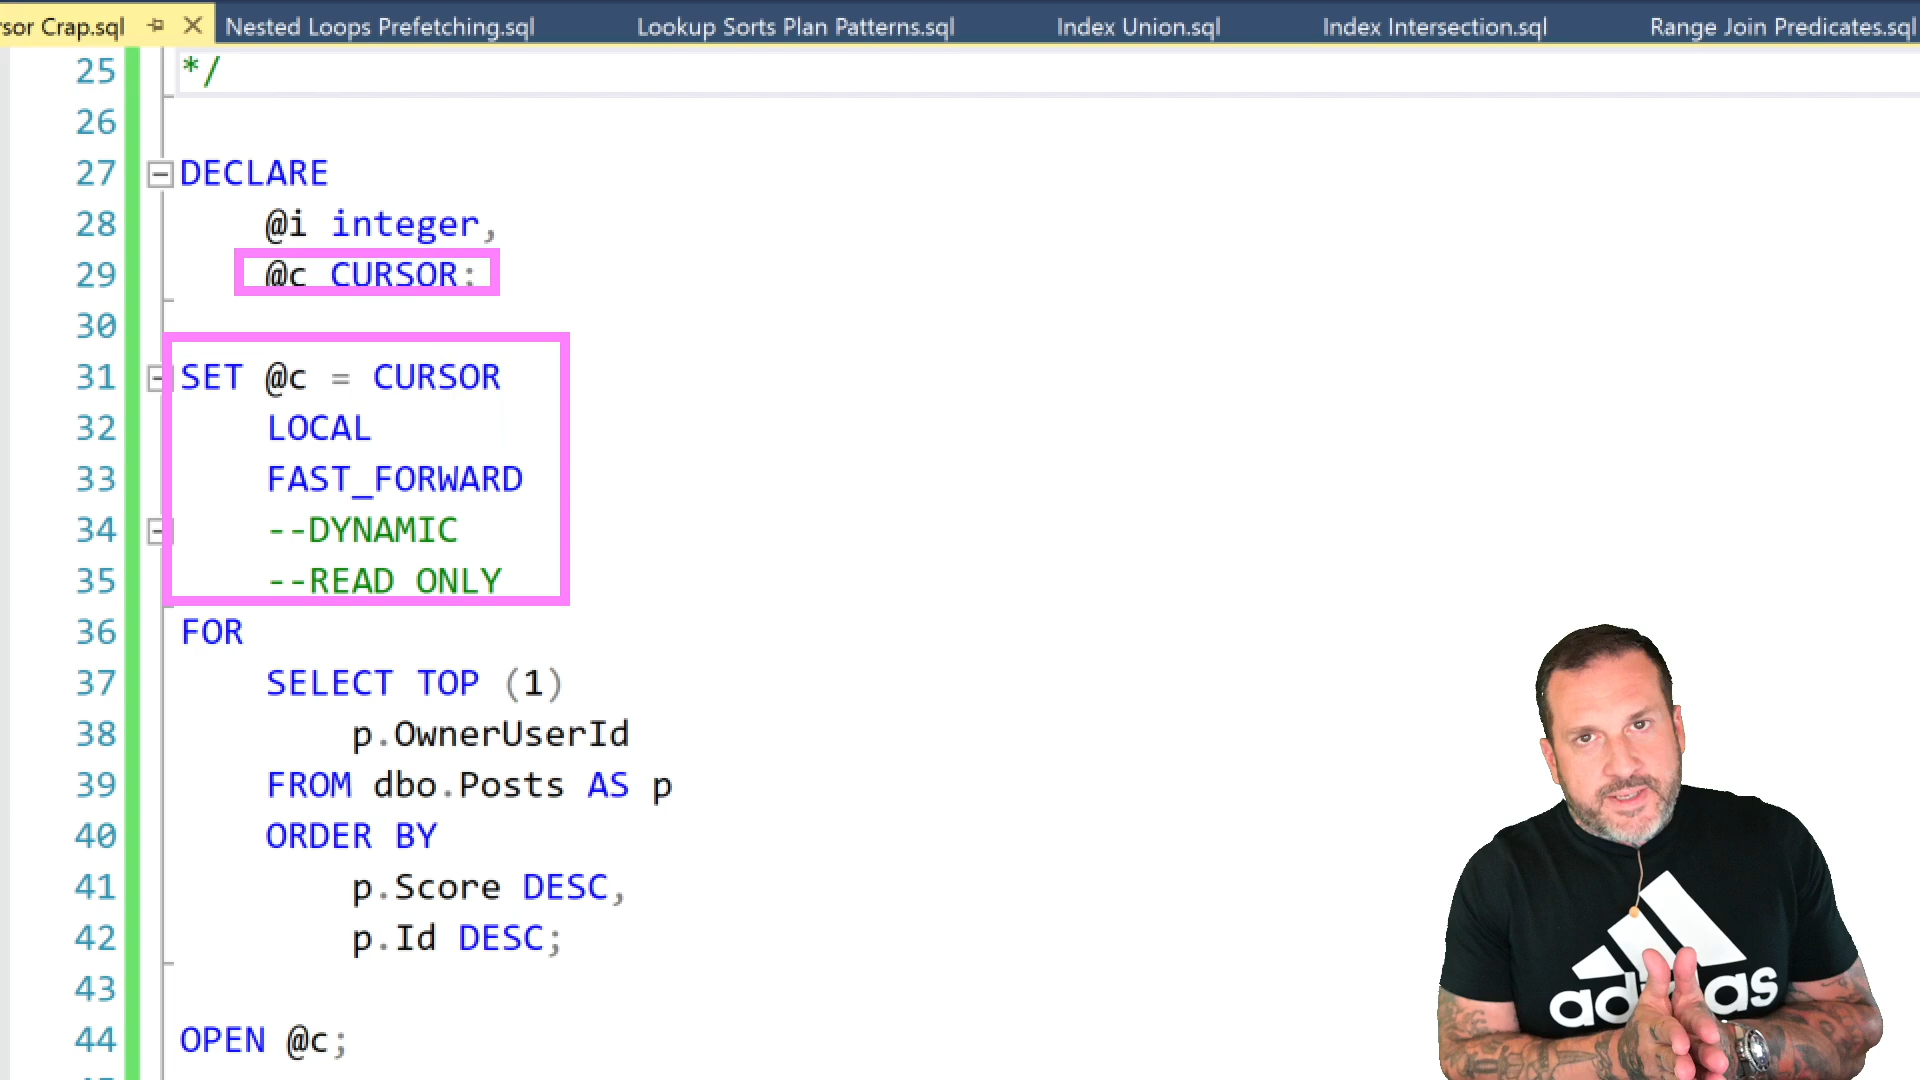 rsor Crap.sql
Nested Loops Prefetching.sql
Lookup Sorts Plan Patterns.sql
Index Union.sql
Index Intersection.sql
Range Join Predicates.sql
25 */
26
27 DECLARE
28 @i integer,
29 @c CURSOR;
30
31 SET @c = CURSOR
32 LOCAL
33 FAST_FORWARD
34 --DYNAMIC
35 --READ_ONLY
36 FOR
37 SELECT TOP (1)
38 p.OwnerUserId
39 FROM dbo.Posts AS p
40 ORDER BY
41 p.Score DESC,
42 p.Id DESC;
43
44 OPEN @c;
adidas